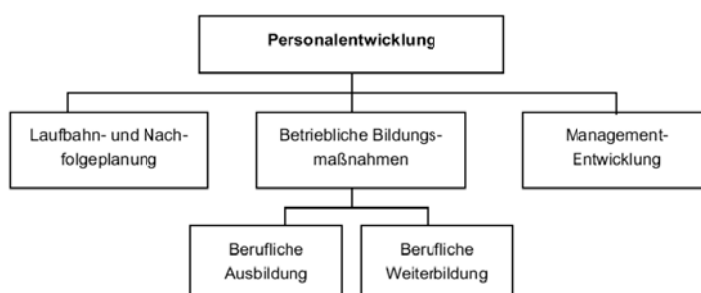 Personalentwicklung
Laufbahn- und Nach-
folgeplanung
Betriebliche Bildungs-
maßnahmen
Management-
Entwicklung
Berufliche
Ausbildung
Berufliche
Weiterbildung